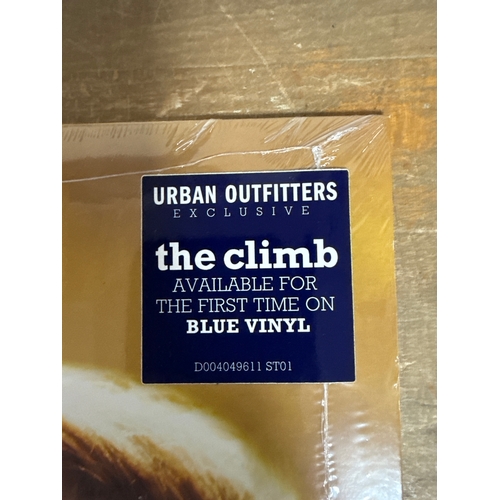 URBAN OUTFITTERS
EXCLUSIVE
the climb
AVAILABLE FOR
THE FIRST TIME ON
BLUE VINYL
D004049611 ST01